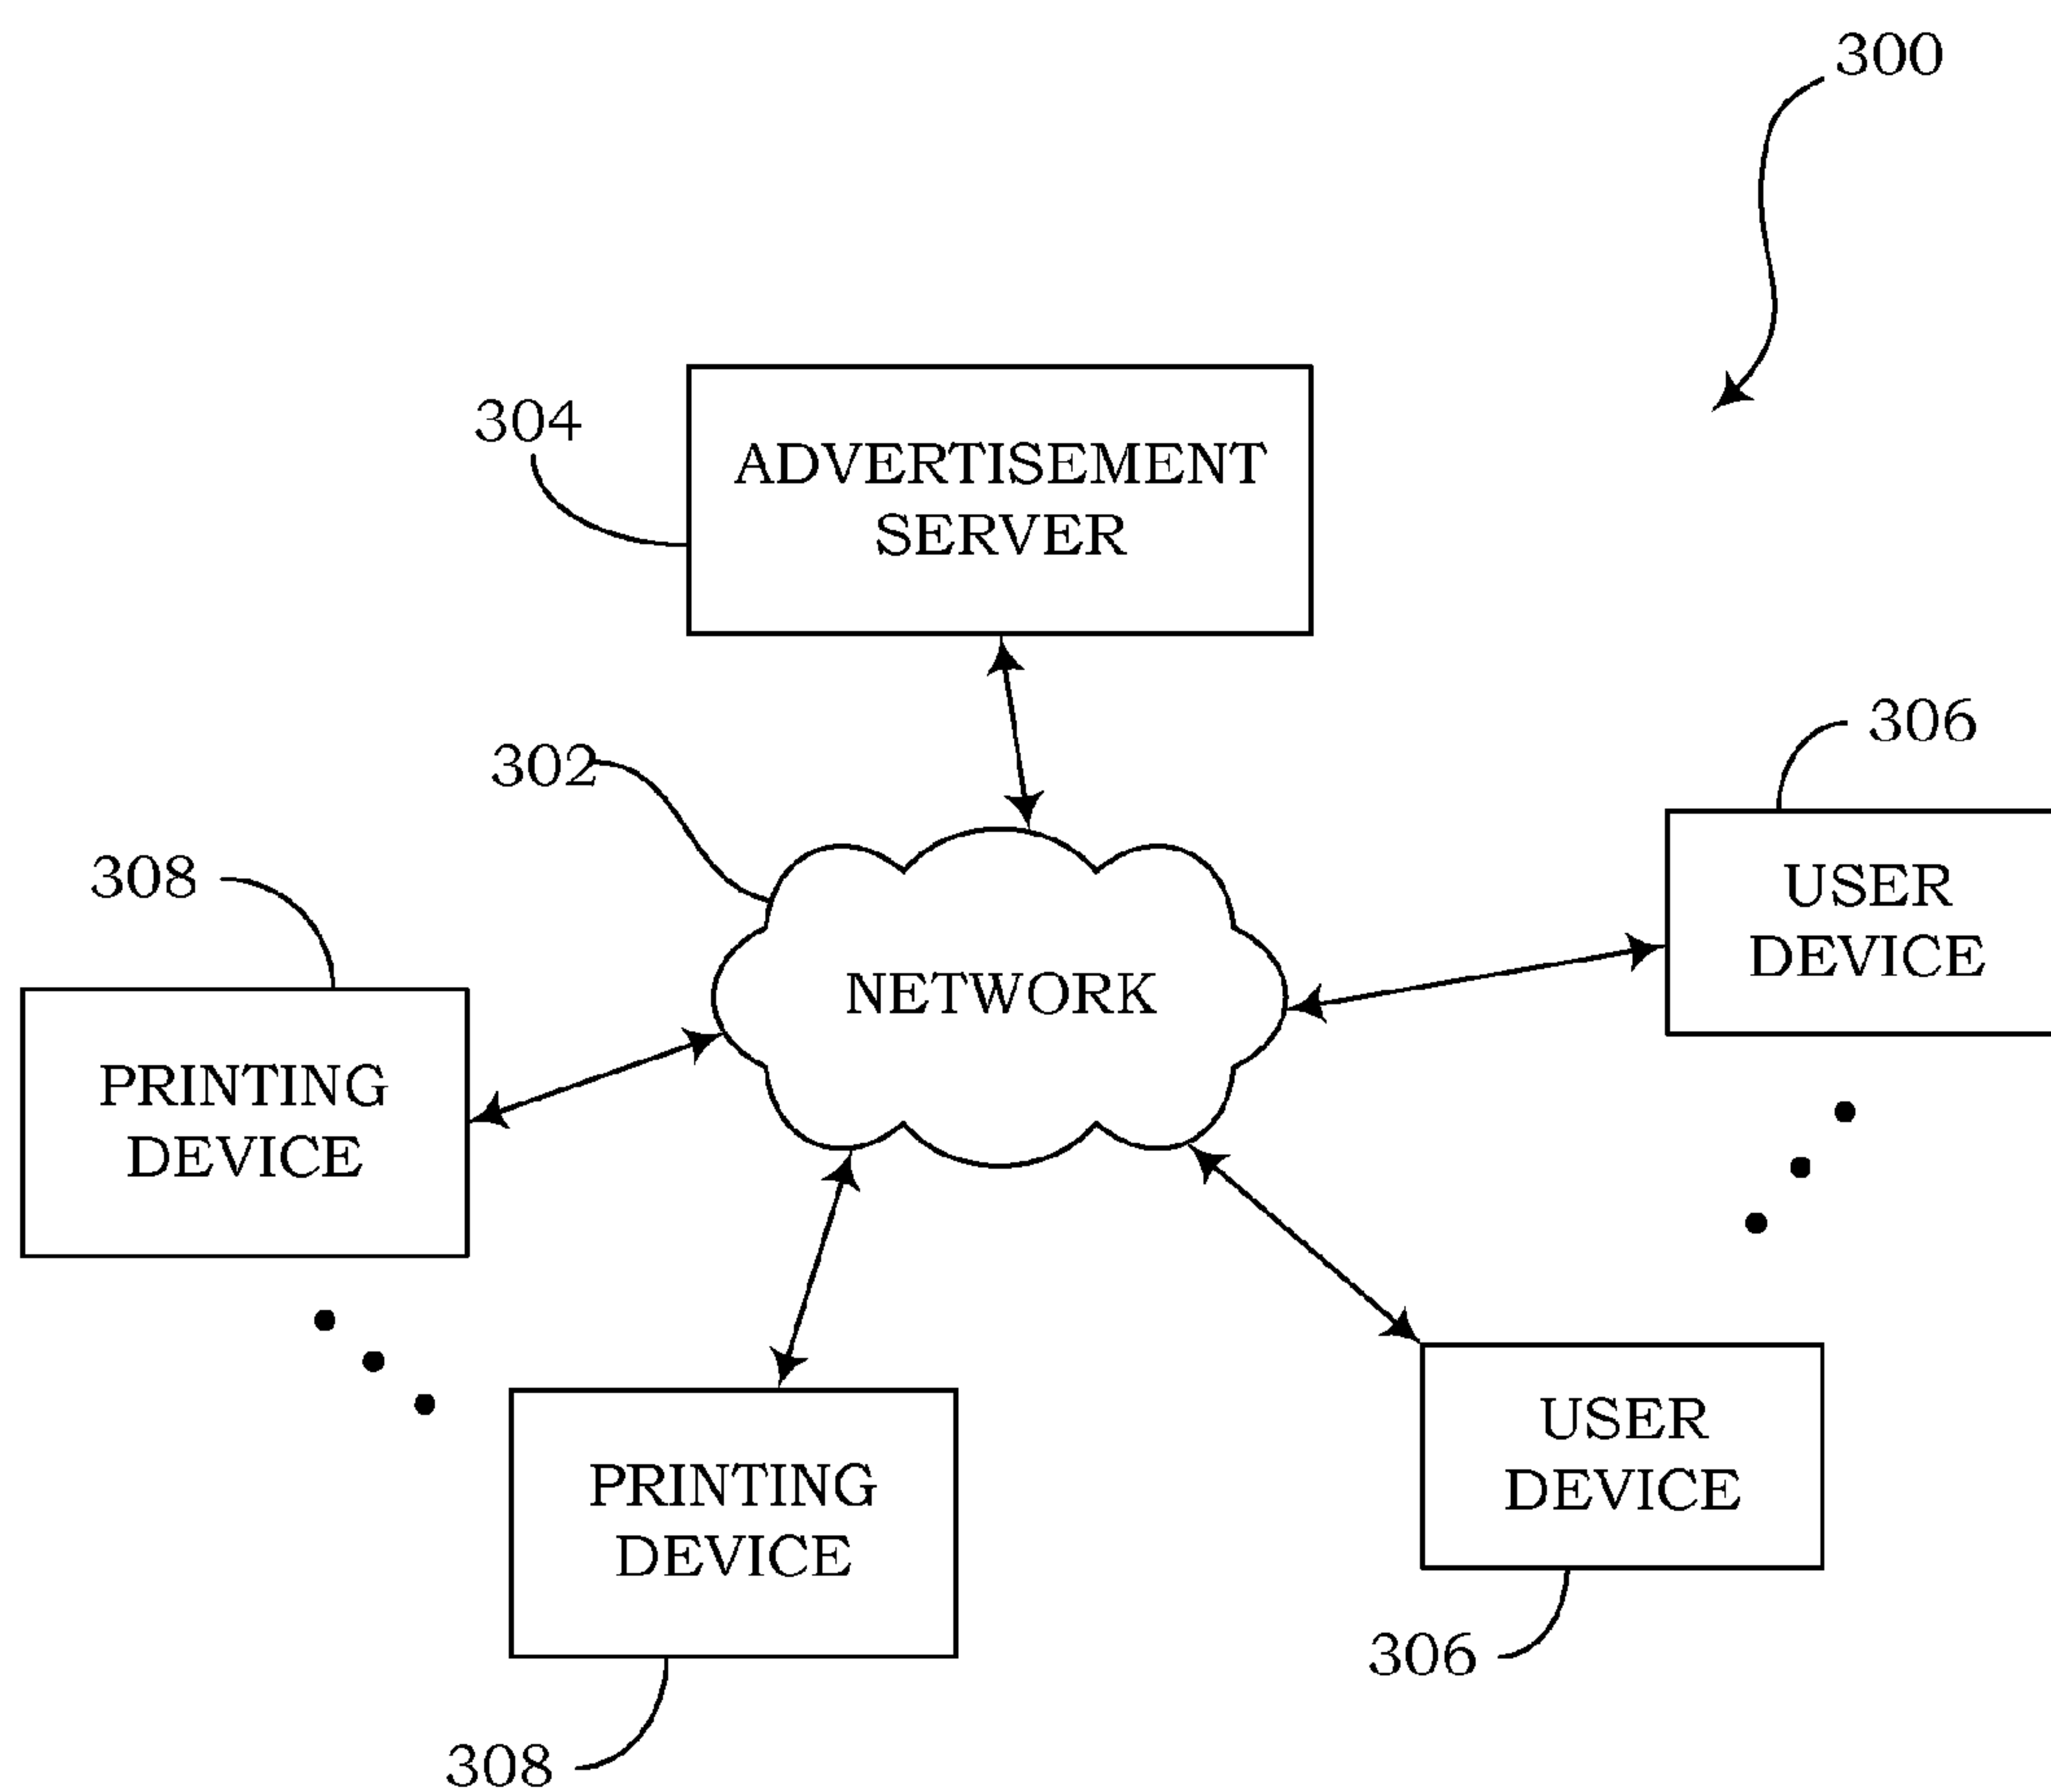 300
304
ADVERTISEMENT
SERVER
302
306
USER
DEVICE
308
NETWORK
PRINTING
DEVICE
USER
DEVICE
306
PRINTING
DEVICE
308